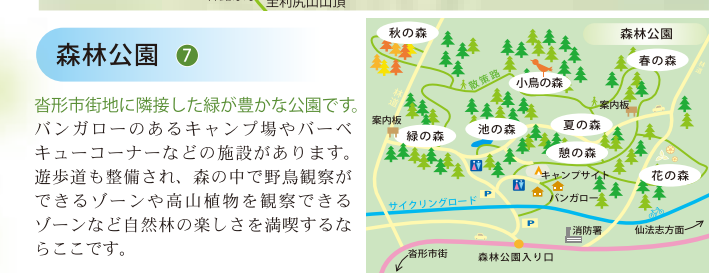 至利尻山山頂
森林公園 7
沓形市街地に隣接した緑が豊かな公園です。
バンガローのあるキャンプ場やバーベ
キューコーナーなどの施設があります。
遊歩道も整備され、森の中で野鳥観察が
できるゾーンや高山植物を観察できる
ゾーンなど自然林の楽しさを満喫するな
らここです。
森林公園
秋の森
春の森
散策路
小鳥の森
案内板
案内板
緑の森
池の森
夏の森
憩の森
花の森
キャンプサイト
バンガロー
P
P
サイクリングロード
消防署
仙法志方面
沓形市街
森林公園入り口